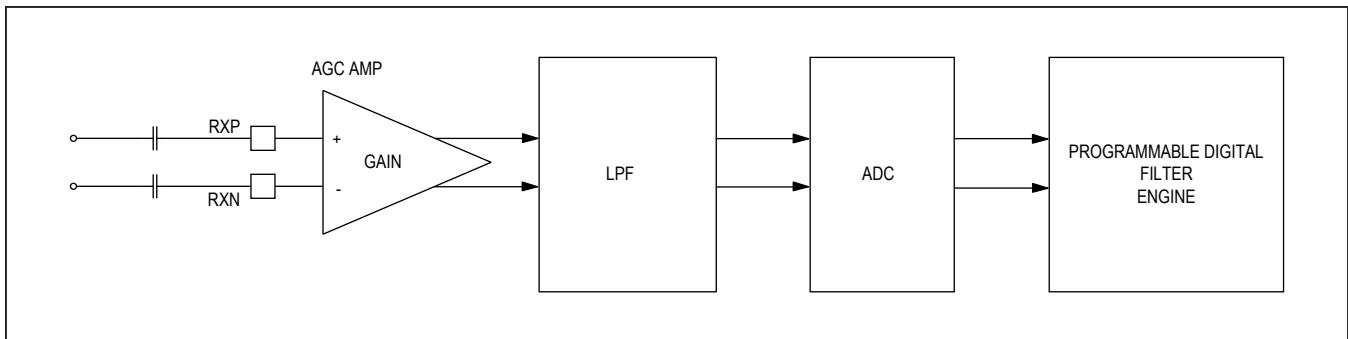 AGC AMP
RXP
+
GAIN
-
RXN
LPF
ADC
PROGRAMMABLE DIGITAL
FILTER
ENGINE